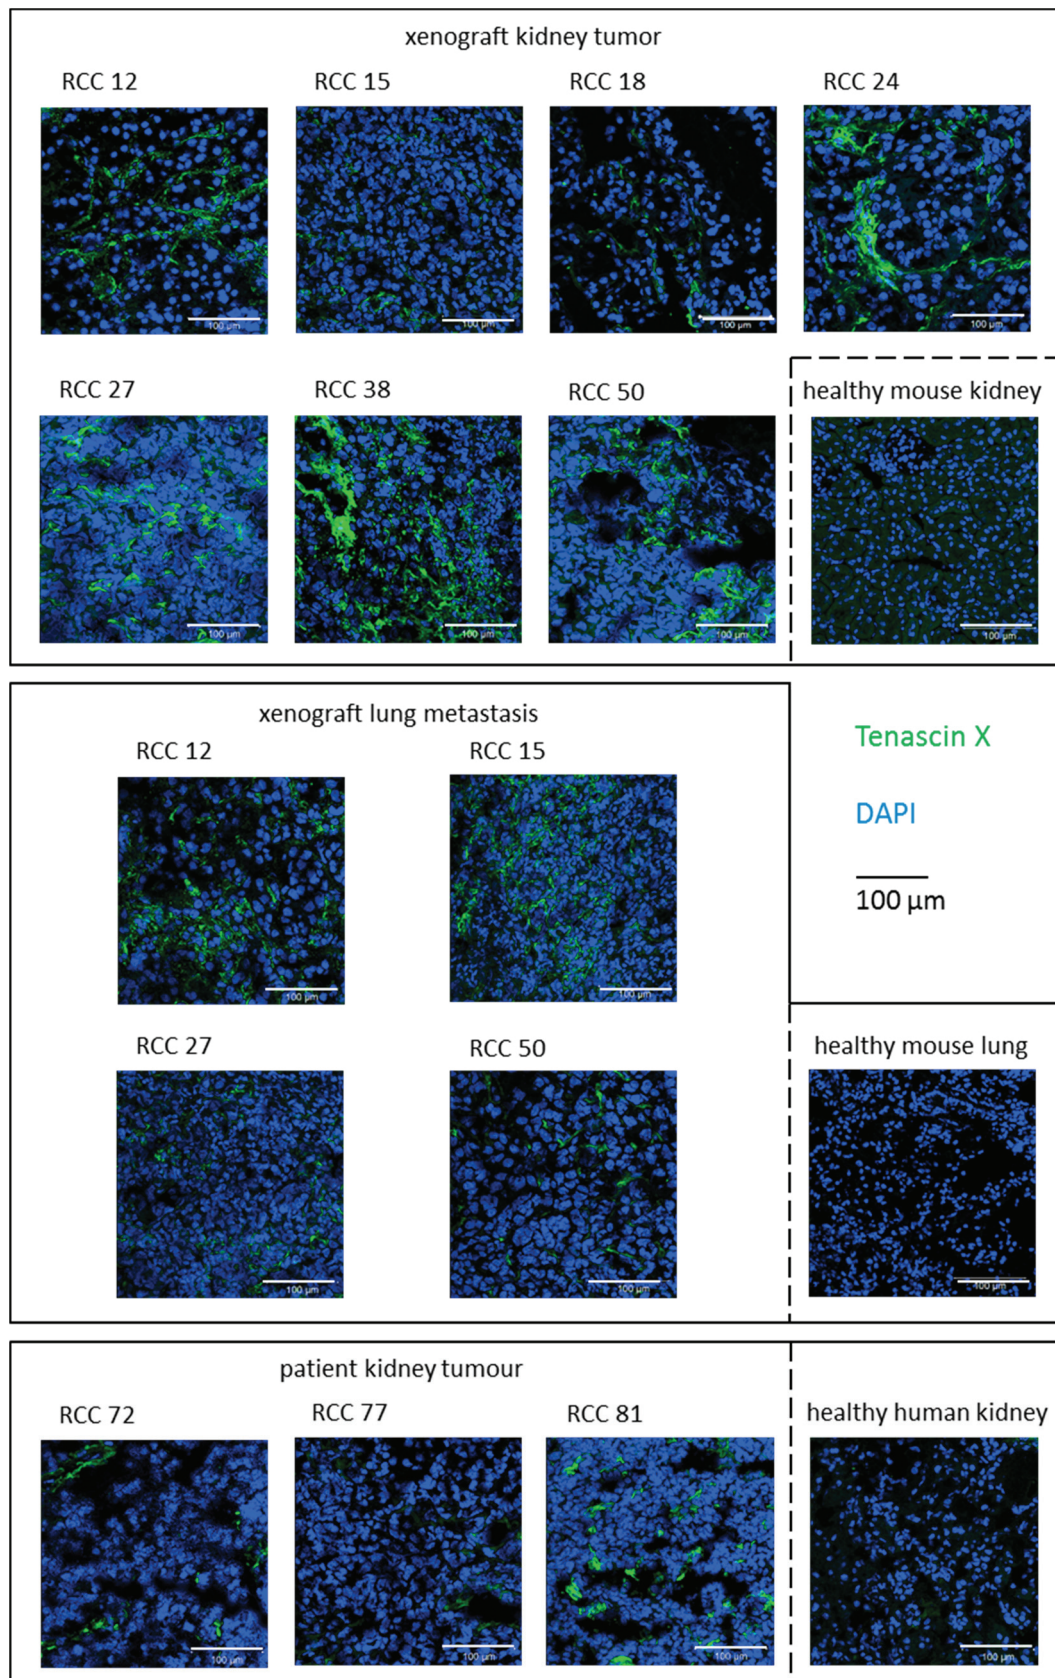 xenograft kidney tumor
RCC 12
RCC 15
RCC 18
RCC 24
100 µm
100 µm
100 µm
100 µm
RCC 27
RCC 38
RCC 50
healthy mouse kidney
100 µm
100 µm
100 µm
100 µm
xenograft lung metastasis
RCC 12
RCC 15
100 µm
100 µm
Tenascin X
DAPI
100 µm
RCC 27
RCC 50
healthy mouse lung
100 µm
100 µm
100 µm
patient kidney tumour
RCC 72
RCC 77
RCC 81
healthy human kidney
100 µm
100 µm
100 µm
100 µm